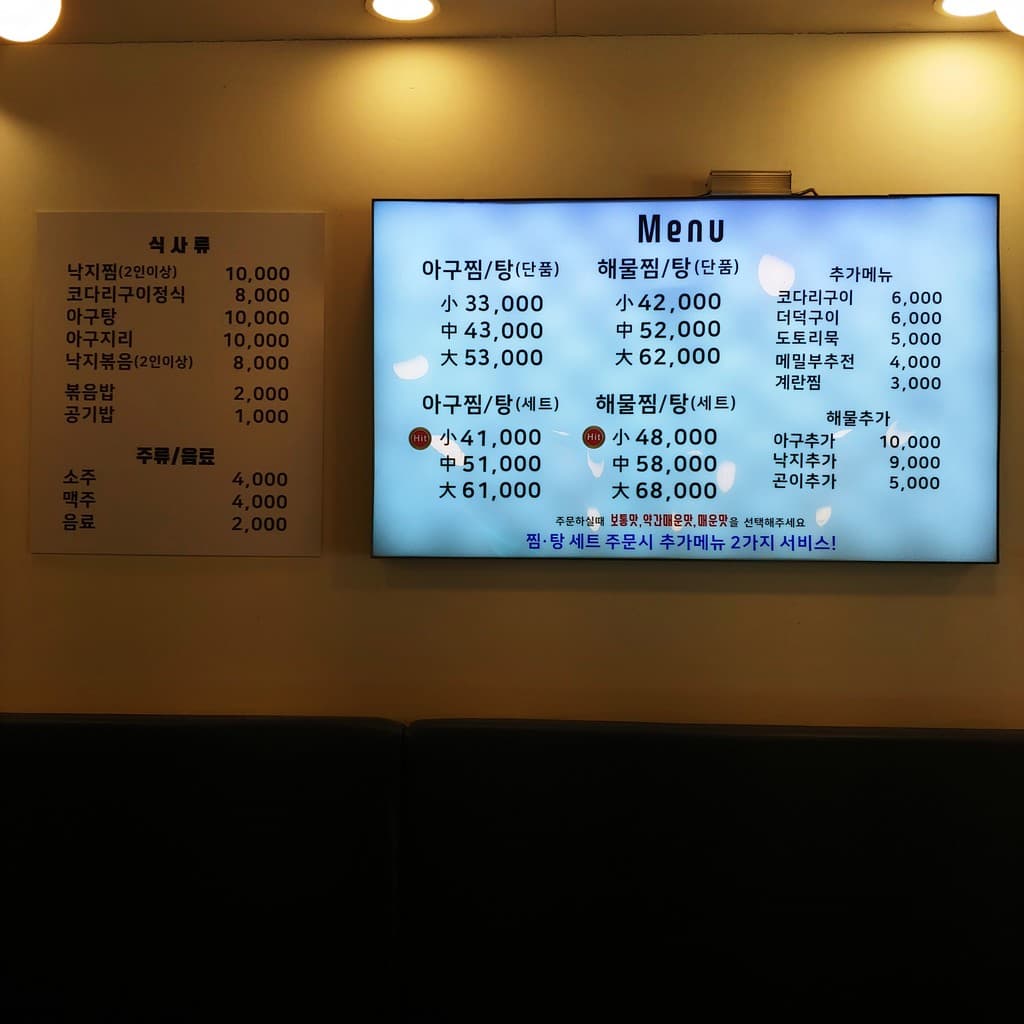 식사류
낙지찜(2인이상) 10,000
코다리구이정식 8,000
아구탕 10,000
아구지리 10,000
낙지볶음(2인이상) 8,000
볶음밥 2,000
공기밥 1,000
주류/음료
소주 4,000
맥주 4,000
음료 2,000
Menu
아구찜/탕(단품)
小 33,000
中 43,000
大 53,000
아구찜/탕(세트)
Hit 小 41,000
中 51,000
大 61,000
해물찜/탕(단품)
小 42,000
中 52,000
大 62,000
해물찜/탕(세트)
Hit 小 48,000
中 58,000
大 68,000
추가메뉴
코다리구이 6,000
더덕구이 6,000
도토리묵 5,000
메밀부추전 4,000
계란찜 3,000
해물추가
아구추가 10,000
낙지추가 9,000
곤이추가 5,000
주문하실때 보통맛,약간매운맛,매운맛을 선택해주세요
찜·탕 세트 주문시 추가메뉴 2가지 서비스!